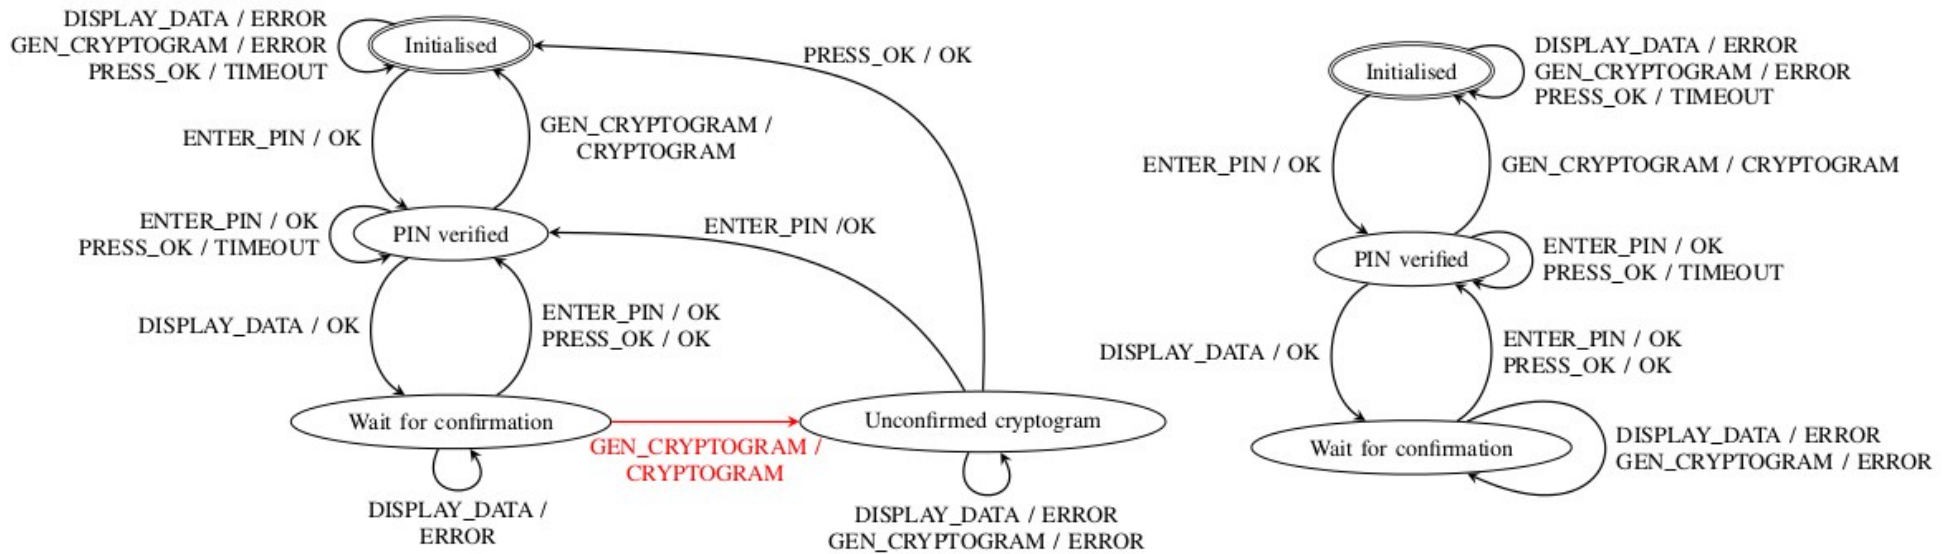 DISPLAY_DATA / ERROR
GEN_CRYPTOGRAM / ERROR
PRESS_OK / TIMEOUT
Initialised
PRESS_OK / OK
ENTER_PIN / OK
GEN_CRYPTOGRAM /
CRYPTOGRAM
ENTER_PIN / OK
PRESS_OK / TIMEOUT
PIN verified
ENTER_PIN /OK
DISPLAY_DATA / OK
ENTER_PIN / OK
PRESS_OK / OK
Wait for confirmation
GEN_CRYPTOGRAM /
CRYPTOGRAM
Unconfirmed cryptogram
DISPLAY_DATA /
ERROR
DISPLAY_DATA / ERROR
GEN_CRYPTOGRAM / ERROR
Initialised
DISPLAY_DATA / ERROR
GEN_CRYPTOGRAM / ERROR
PRESS_OK / TIMEOUT
ENTER_PIN / OK
GEN_CRYPTOGRAM / CRYPTOGRAM
PIN verified
ENTER_PIN / OK
PRESS_OK / TIMEOUT
DISPLAY_DATA / OK
ENTER_PIN / OK
PRESS_OK / OK
Wait for confirmation
DISPLAY_DATA / ERROR
GEN_CRYPTOGRAM / ERROR